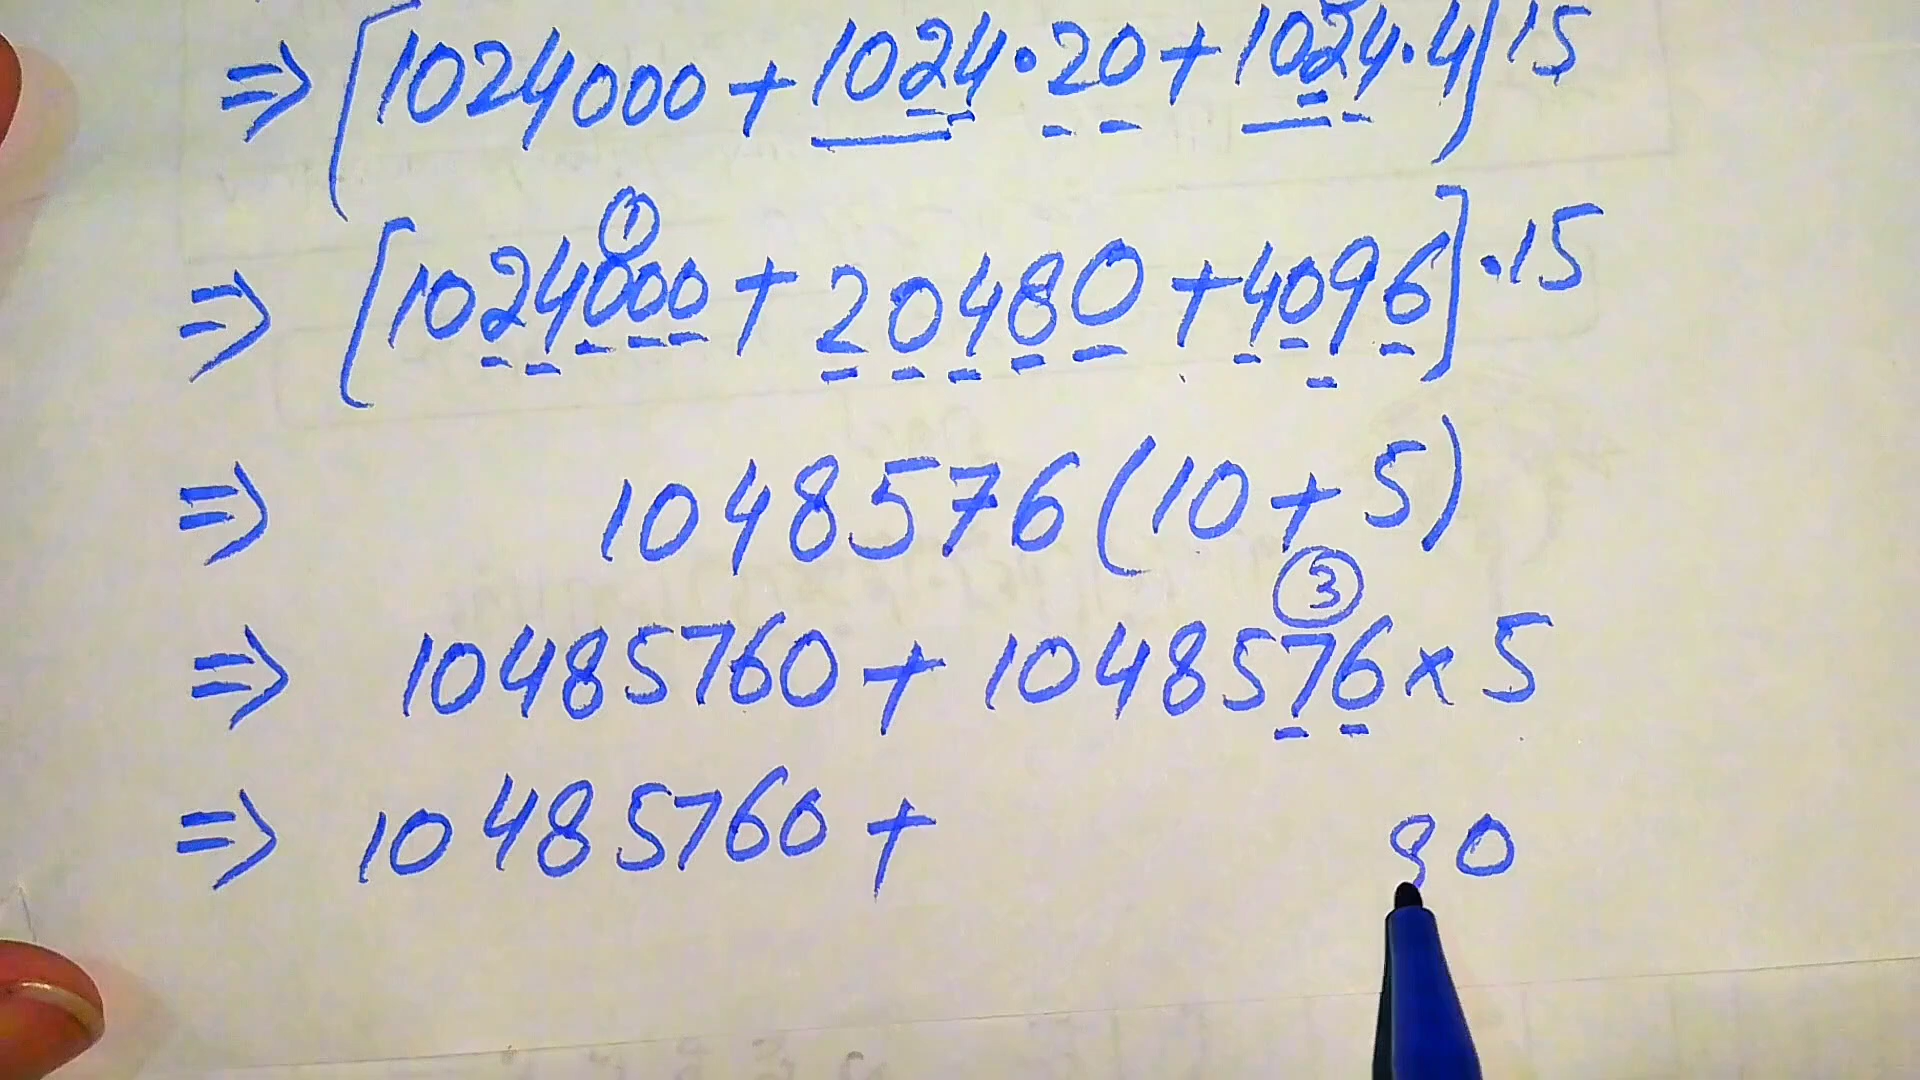 ⇒ [1024000 + 1024·20 + 1024·4]15
①
⇒ [1024000 + 20480 + 4096]·15
⇒ 1048576(10 + 5)
③
⇒ 10485760 + 1048576 × 5
⇒ 10485760 + 80